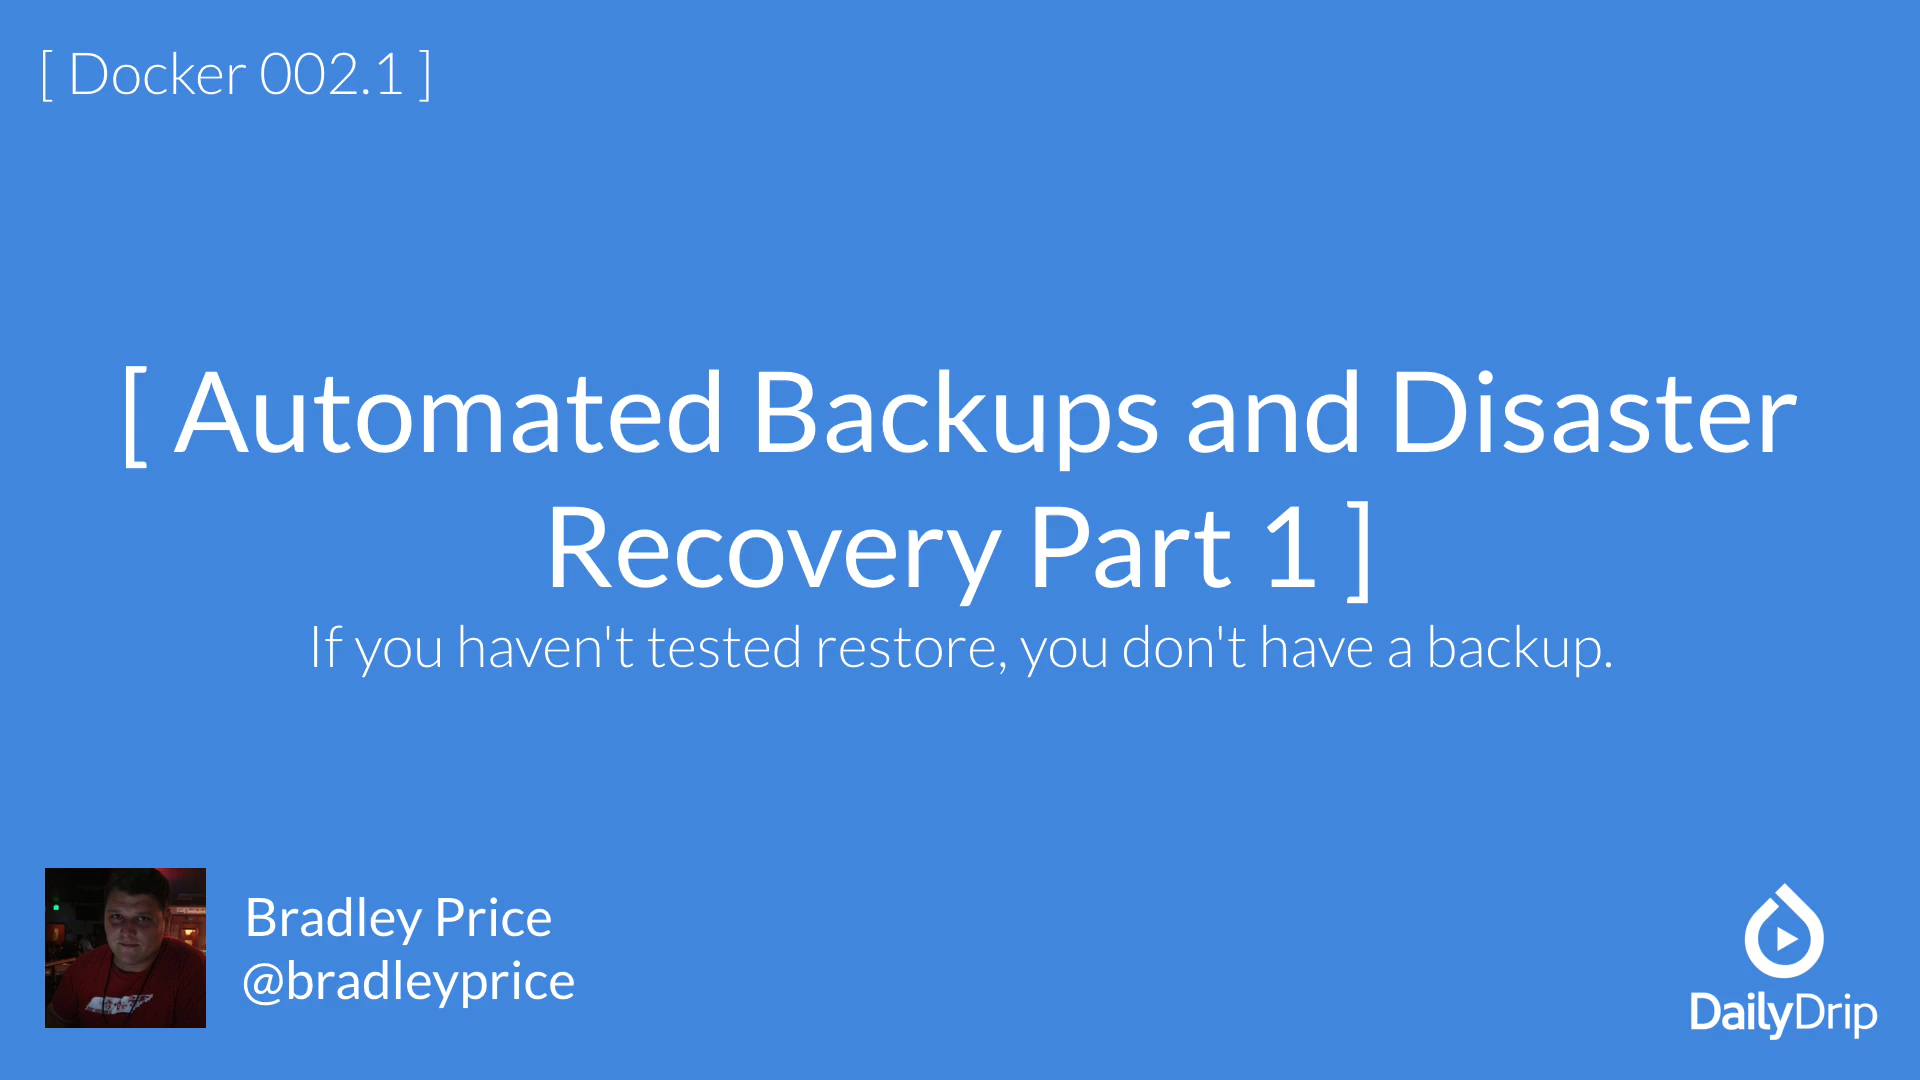 [ Docker 002.1 ]
[ Automated Backups and Disaster
Recovery Part 1 ]
If you haven't tested restore, you don't have a backup.
Bradley Price
@bradleyprice
DailyDrip